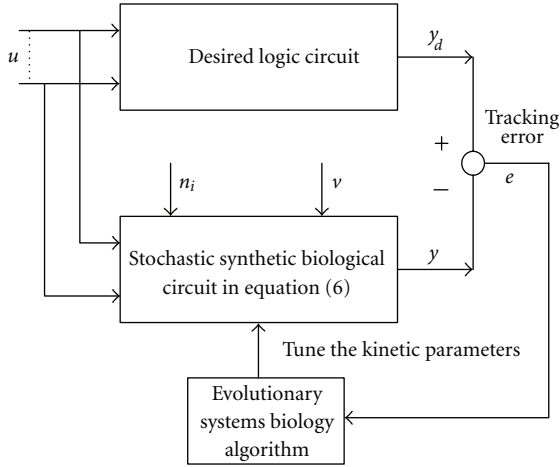 u
Desired logic circuit
y_d
Tracking
error
+
−
e
n_i
v
Stochastic synthetic biological
circuit in equation (6)
y
Tune the kinetic parameters
Evolutionary
systems biology
algorithm